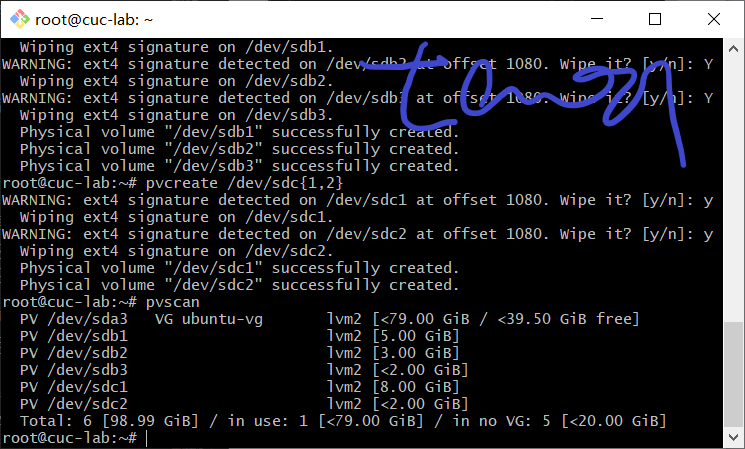 root@cuc-lab: ~
Wiping ext4 signature on /dev/sdb1.
WARNING: ext4 signature detected on /dev/sdb2 at offset 1080. Wipe it? [y/n]: Y
Wiping ext4 signature on /dev/sdb2.
WARNING: ext4 signature detected on /dev/sdb3 at offset 1080. Wipe it? [y/n]: Y
Wiping ext4 signature on /dev/sdb3.
Physical volume "/dev/sdb1" successfully created.
Physical volume "/dev/sdb2" successfully created.
Physical volume "/dev/sdb3" successfully created.
root@cuc-lab:~# pvcreate /dev/sdc{1,2}
WARNING: ext4 signature detected on /dev/sdc1 at offset 1080. Wipe it? [y/n]: y
Wiping ext4 signature on /dev/sdc1.
WARNING: ext4 signature detected on /dev/sdc2 at offset 1080. Wipe it? [y/n]: y
Wiping ext4 signature on /dev/sdc2.
Physical volume "/dev/sdc1" successfully created.
Physical volume "/dev/sdc2" successfully created.
root@cuc-lab:~# pvscan
PV /dev/sda3   VG ubuntu-vg       lvm2 [<79.00 GiB / <39.50 GiB free]
PV /dev/sdb1                      lvm2 [5.00 GiB]
PV /dev/sdb2                      lvm2 [3.00 GiB]
PV /dev/sdb3                      lvm2 [<2.00 GiB]
PV /dev/sdc1                      lvm2 [8.00 GiB]
PV /dev/sdc2                      lvm2 [<2.00 GiB]
Total: 6 [98.99 GiB] / in use: 1 [<79.00 GiB] / in no VG: 5 [<20.00 GiB]
root@cuc-lab:~#